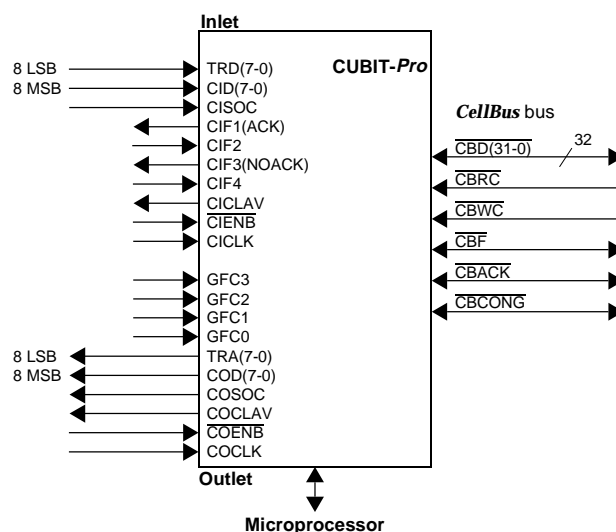 Inlet
CUBIT-Pro
8 LSB TRD(7-0)
8 MSB CID(7-0)
CISOC
CIF1(ACK)
CIF2
CIF3(NOACK)
CIF4
CICLAV
CIENB
CICLK
GFC3
GFC2
GFC1
GFC0
8 LSB TRA(7-0)
8 MSB COD(7-0)
COSOC
COCLAV
COENB
COCLK
Outlet
CellBus bus
CBD(31-0) 32
CBRC
CBWC
CBF
CBACK
CBCONG
Microprocessor